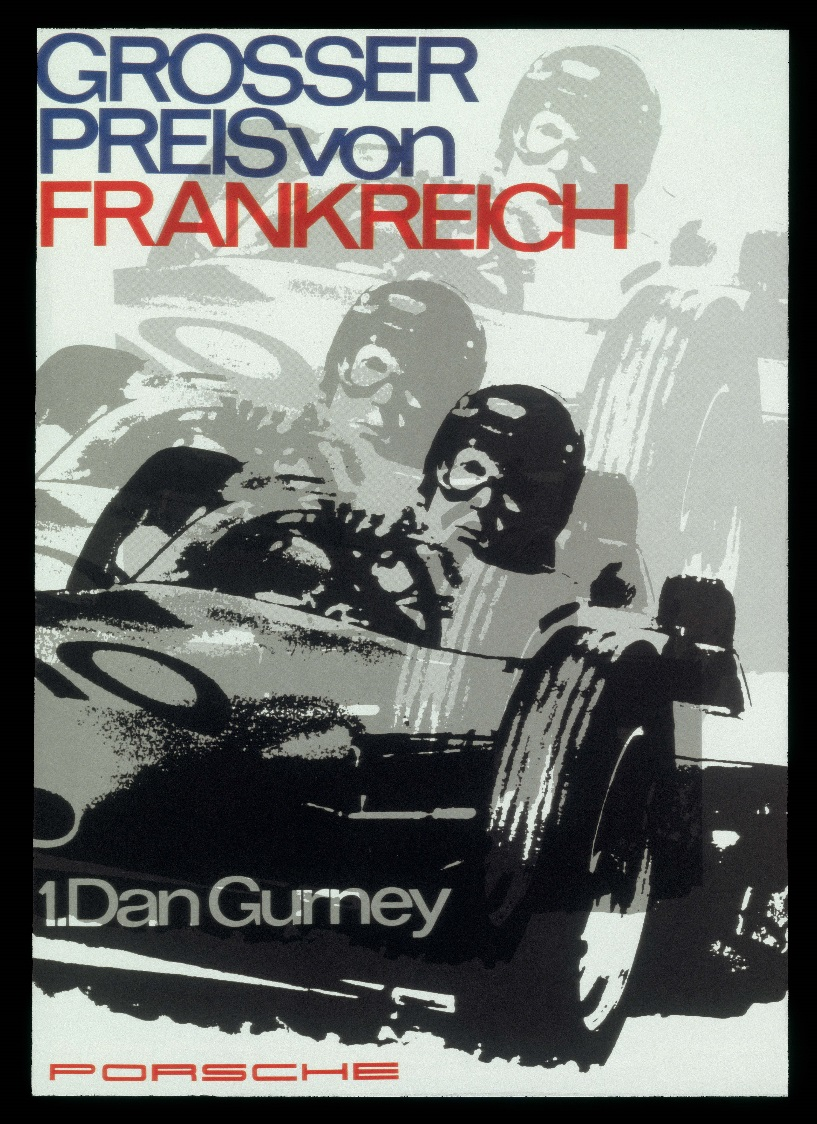 GROSSER
PREIS von
FRANKREICH
1. Dan Gurney
PORSCHE